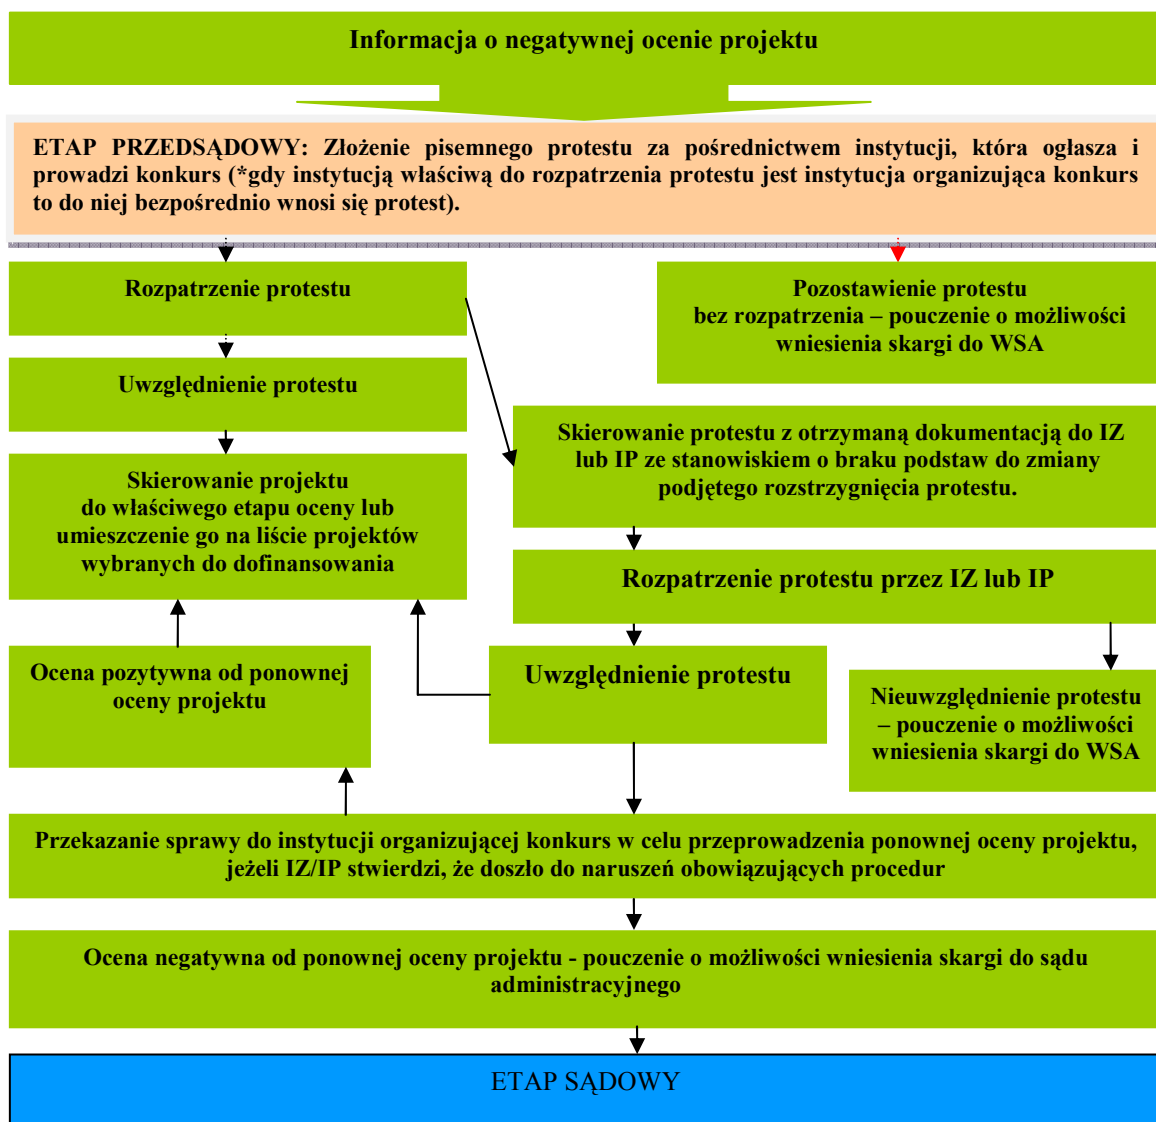 Informacja o negatywnej ocenie projektu
ETAP PRZEDSĄDOWY: Złożenie pisemnego protestu za pośrednictwem instytucji, która ogłasza i
prowadzi konkurs (*gdy instytucją właściwą do rozpatrzenia protestu jest instytucja organizująca konkurs
to do niej bezpośrednio wnosi się protest).
Rozpatrzenie protestu
Pozostawienie protestu
bez rozpatrzenia – pouczenie o możliwości
wniesienia skargi do WSA
Uwzględnienie protestu
Skierowanie protestu z otrzymaną dokumentacją do IZ
lub IP ze stanowiskiem o braku podstaw do zmiany
podjętego rozstrzygnięcia protestu.
Skierowanie projektu
do właściwego etapu oceny lub
umieszczenie go na liście projektów
wybranych do dofinansowania
Rozpatrzenie protestu przez IZ lub IP
Ocena pozytywna od ponownej
oceny projektu
Uwzględnienie protestu
Nieuwzględnienie protestu
– pouczenie o możliwości
wniesienia skargi do WSA
Przekazanie sprawy do instytucji organizującej konkurs w celu przeprowadzenia ponownej oceny projektu,
jeżeli IZ/IP stwierdzi, że doszło do naruszeń obowiązujących procedur
Ocena negatywna od ponownej oceny projektu - pouczenie o możliwości wniesienia skargi do sądu
administracyjnego
ETAP SĄDOWY